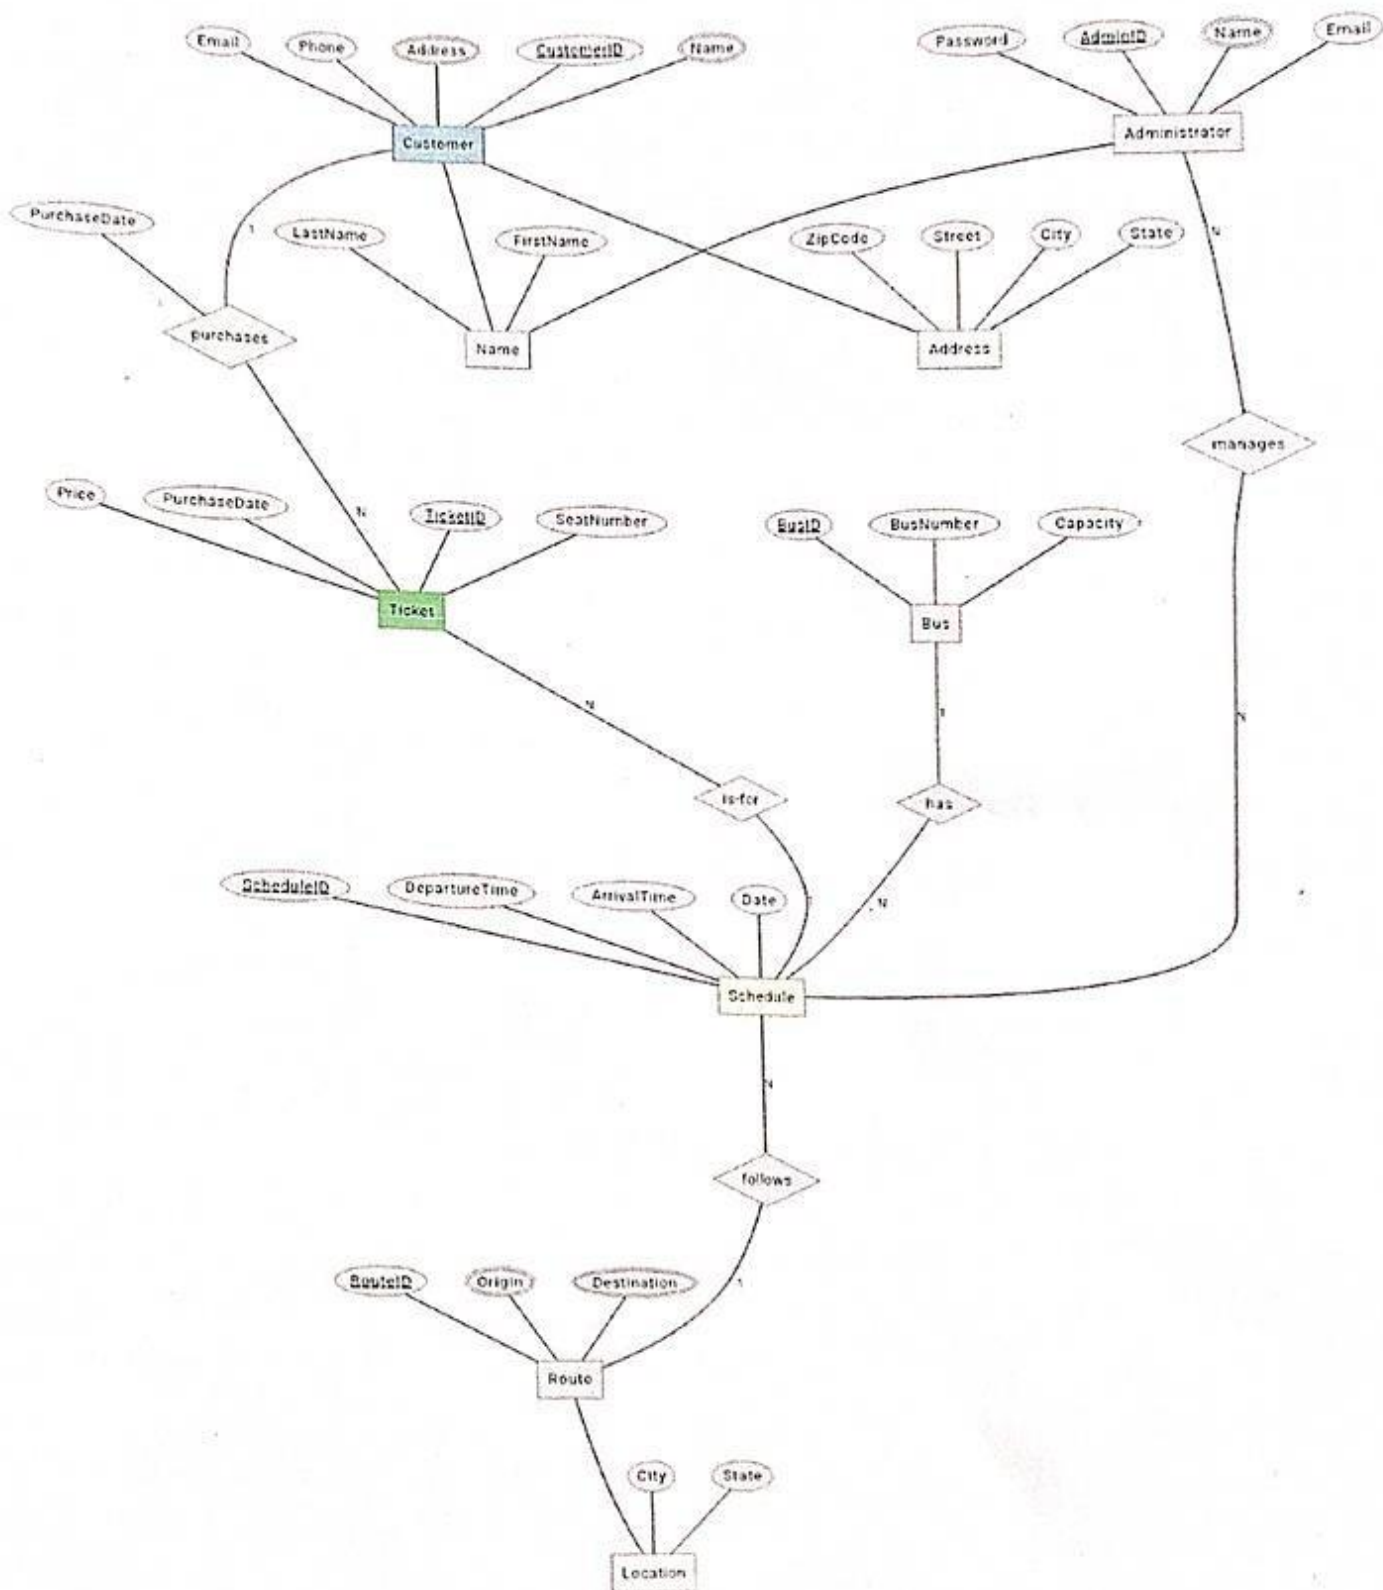 Email
Phone
Address
CustomerID
Name
Password
AdminID
Name
Email
Customer
Administrator
PurchaseDate
1
LastName
FirstName
ZipCode
Street
City
State
N
purchases
Name
Address
manages
Price
PurchaseDate
N
TicketID
SeatNumber
BusID
BusNumber
Capacity
Ticket
Bus
N
1
N
is-for
has
ScheduleID
DepartureTime
ArrivalTime
Date
N
Schedule
N
follows
RouteID
Origin
Destination
1
Route
City
State
Location